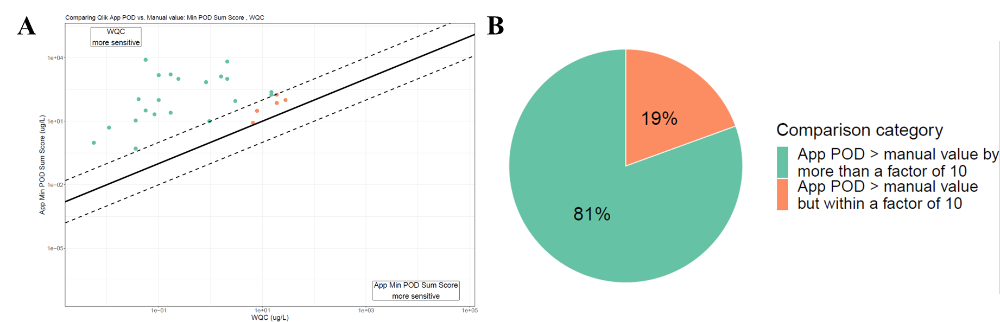 A
Comparing Qlik App POD vs. Manual value: Min POD Sum Score , WQC
WQC
more sensitive
App Min POD Sum Score (ug/L)
1e+04
1e+01
1e−02
1e−05
App Min POD Sum Score
more sensitive
1e−01
1e+01
1e+03
1e+05
WQC (ug/L)
B
19%
81%
Comparison category
App POD > manual value by
more than a factor of 10
App POD > manual value
but within a factor of 10